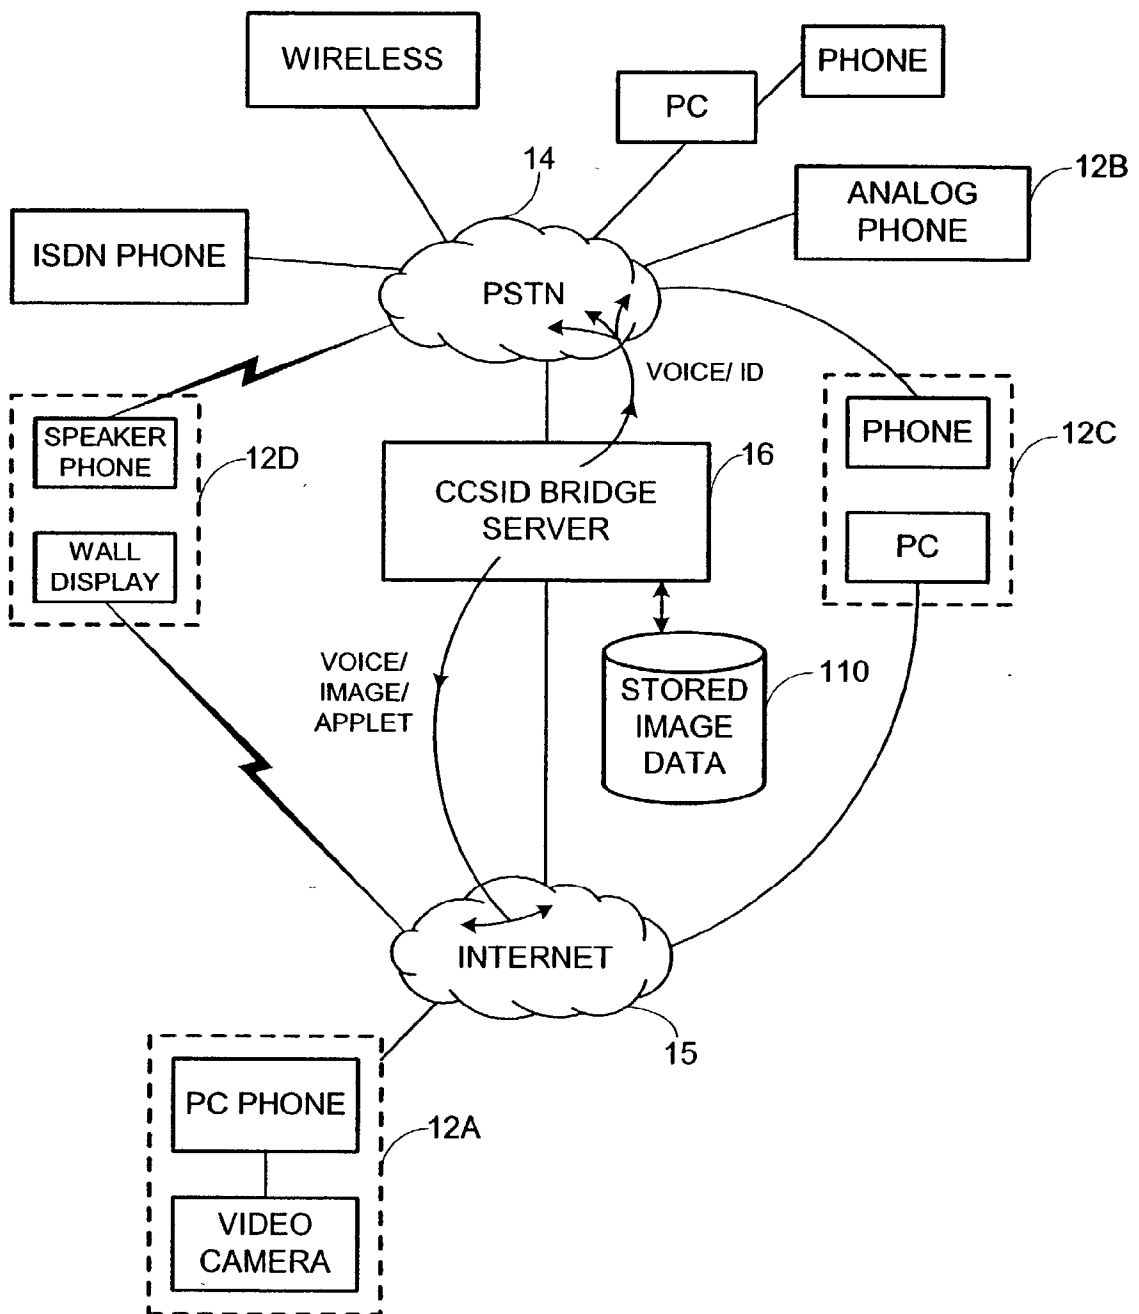 WIRELESS
PHONE
PC
14
12B
ANALOG
PHONE
ISDN PHONE
PSTN
VOICE/ ID
SPEAKER
PHONE
12D
WALL
DISPLAY
16
CCSID BRIDGE
SERVER
PHONE
12C
PC
VOICE/
IMAGE/
APPLET
STORED
IMAGE
DATA
110
INTERNET
15
PC PHONE
12A
VIDEO
CAMERA